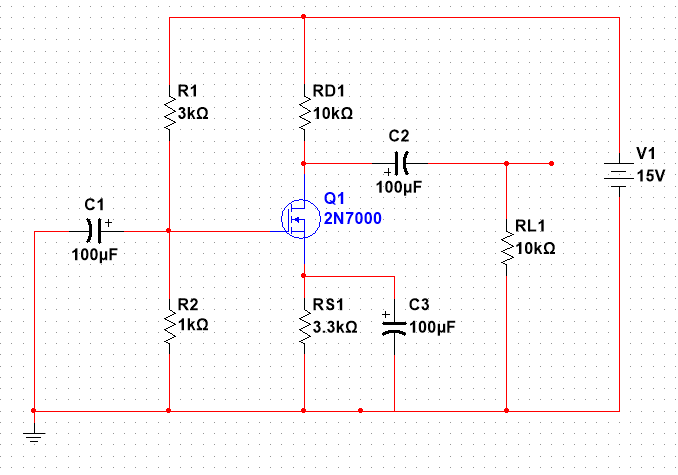 R1
3kΩ
RD1
10kΩ
C2
100µF
V1
15V
Q1
2N7000
C1
100µF
RL1
10kΩ
R2
1kΩ
RS1
3.3kΩ
C3
100µF